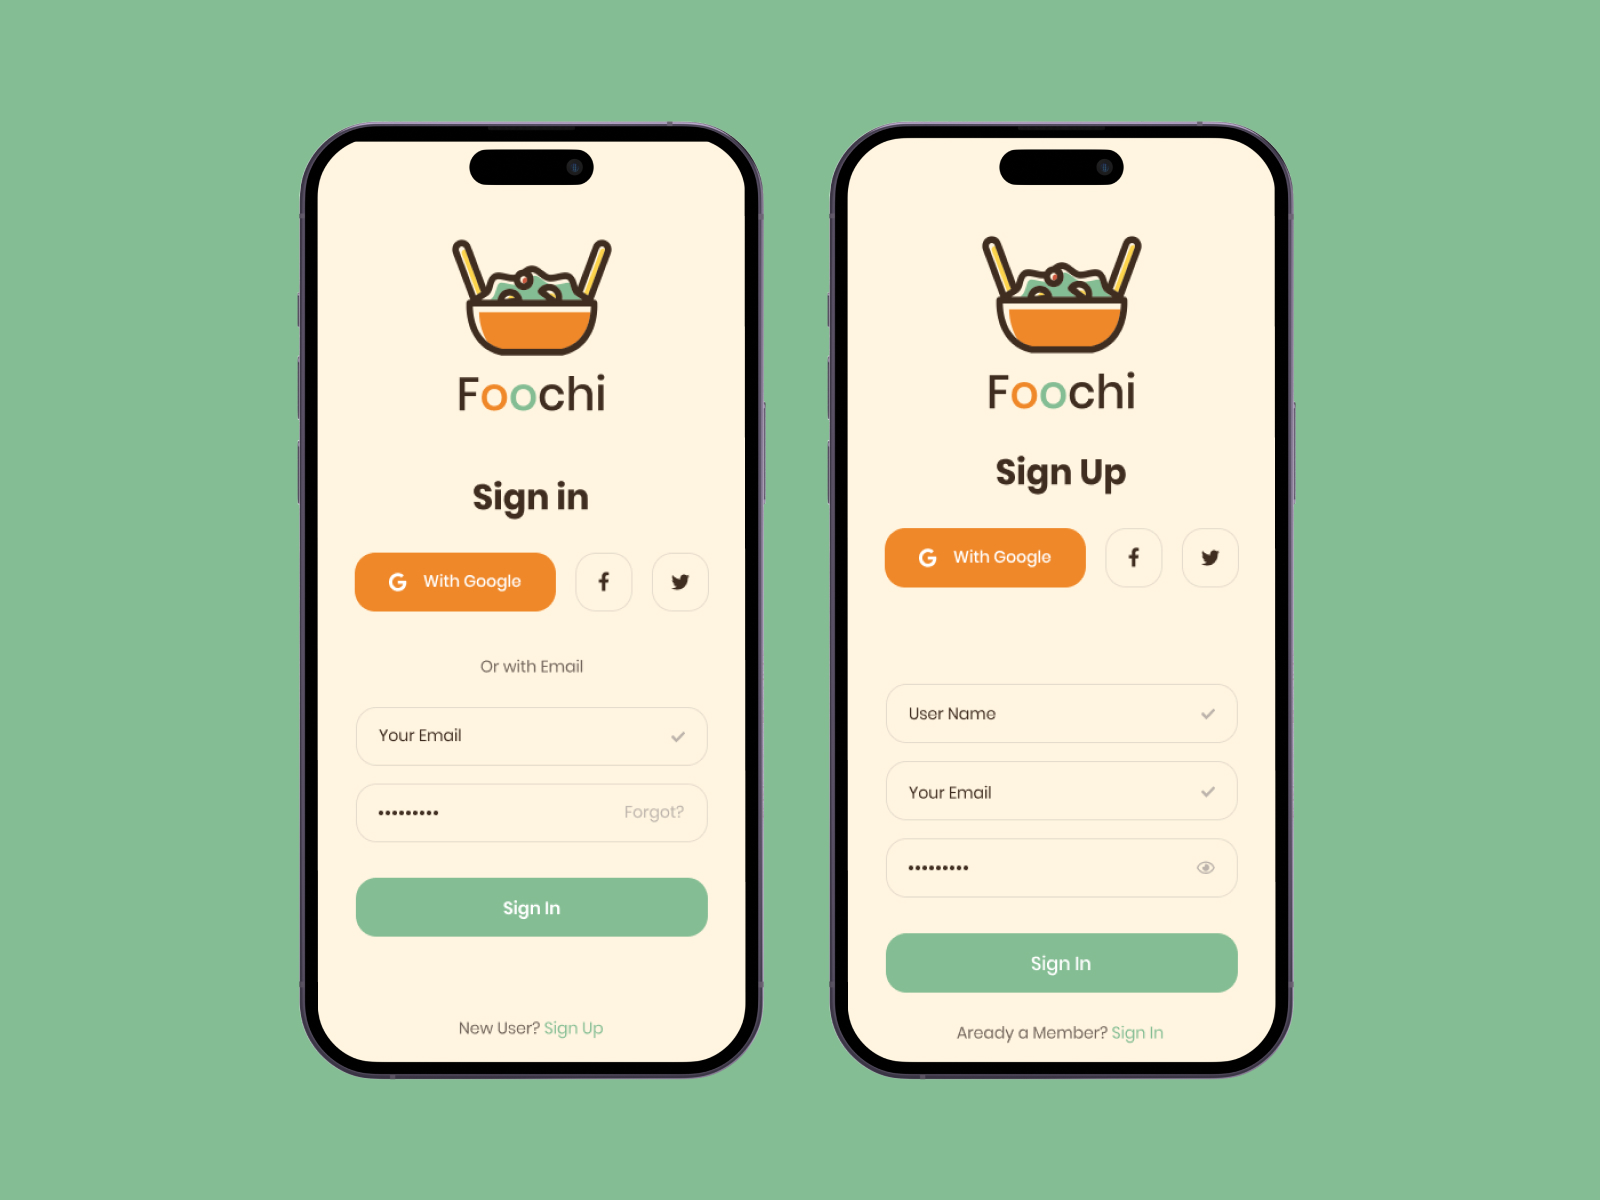 Foochi
Sign in
With Google
Or with Email
Your Email
•••••••••
Forgot?
Sign In
New User? Sign Up
Foochi
Sign Up
With Google
User Name
Your Email
•••••••••
Sign In
Aready a Member? Sign In